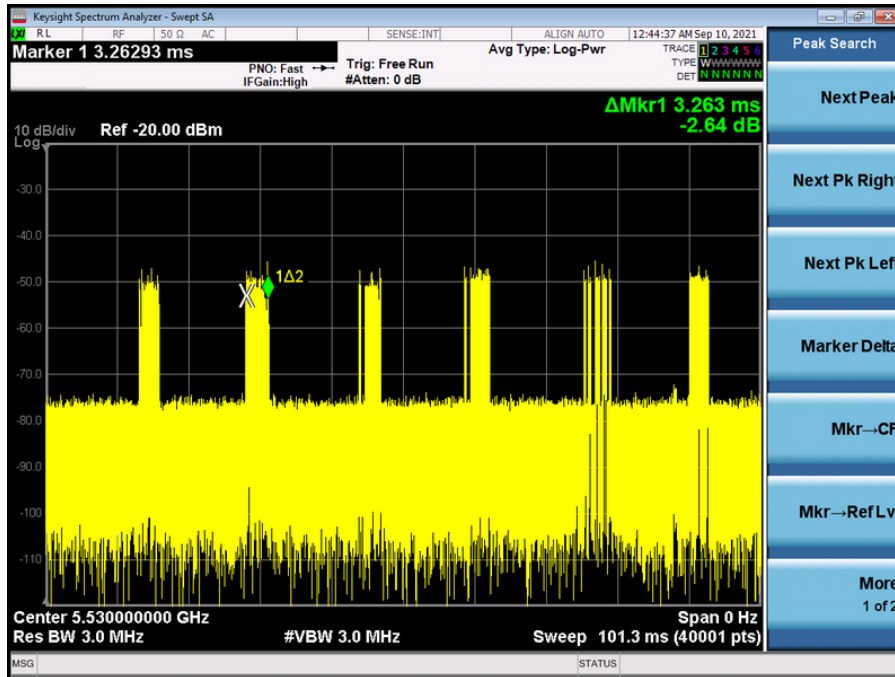 Keysight Spectrum Analyzer - Swept SA
LXI RL RF 50 Ω AC SENSE:INT ALIGN AUTO 12:44:37 AM Sep 10, 2021
Marker 1 3.26293 ms
PNO: Fast
IFGain:High
Trig: Free Run
#Atten: 0 dB
Avg Type: Log-Pwr
TRACE 1 2 3 4 5 6
TYPE WWWWWW
DET N N N N N N
Peak Search
ΔMkr1 3.263 ms
-2.64 dB
10 dB/div Ref -20.00 dBm
Log
-30.0
-40.0
-50.0
-60.0
-70.0
-80.0
-90.0
-100
-110
X
1Δ2
Center 5.530000000 GHz Span 0 Hz
Res BW 3.0 MHz #VBW 3.0 MHz Sweep 101.3 ms (40001 pts)
Next Peak
Next Pk Right
Next Pk Left
Marker Delta
Mkr→CF
Mkr→Ref Lv
More
1 of 2
MSG STATUS